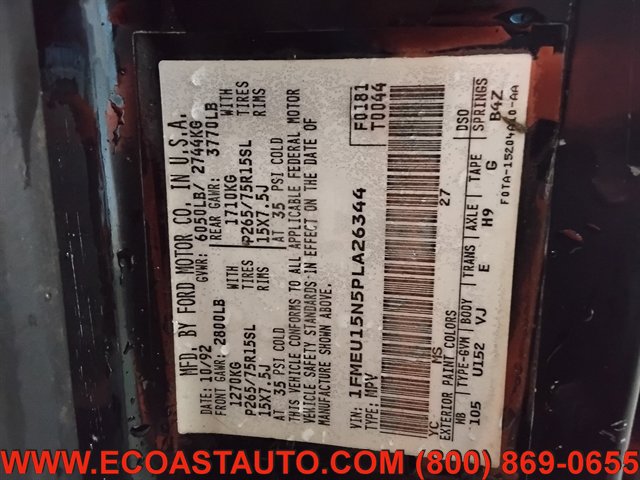 MFD. BY FORD MOTOR CO. IN U.S.A.
DATE: 10/92 GVWR: 6050LB/ 2744KG
FRONT GAWR: 2800LB REAR GAWR: 3770LB
1270KG WITH 1710KG WITH
P265/75R15SL TIRES P265/75R15SL TIRES
15X7.5J RIMS 15X7.5J RIMS
AT 35 PSI COLD AT 35 PSI COLD
THIS VEHICLE CONFORMS TO ALL APPLICABLE FEDERAL MOTOR
VEHICLE SAFETY STANDARDS IN EFFECT ON THE DATE OF
MANUFACTURE SHOWN ABOVE.
F0181
T0044
VIN: 1FMEU15N5PLA26344
TYPE: MPV
27
YC MS
EXTERIOR PAINT COLORS DSO
WB TYPE-GVM BODY TRANS AXLE TAPE SPRINGS
105 U152 VJ E H9 G B4Z
WWW.ECOASTAUTO.COM (800) 869-0655